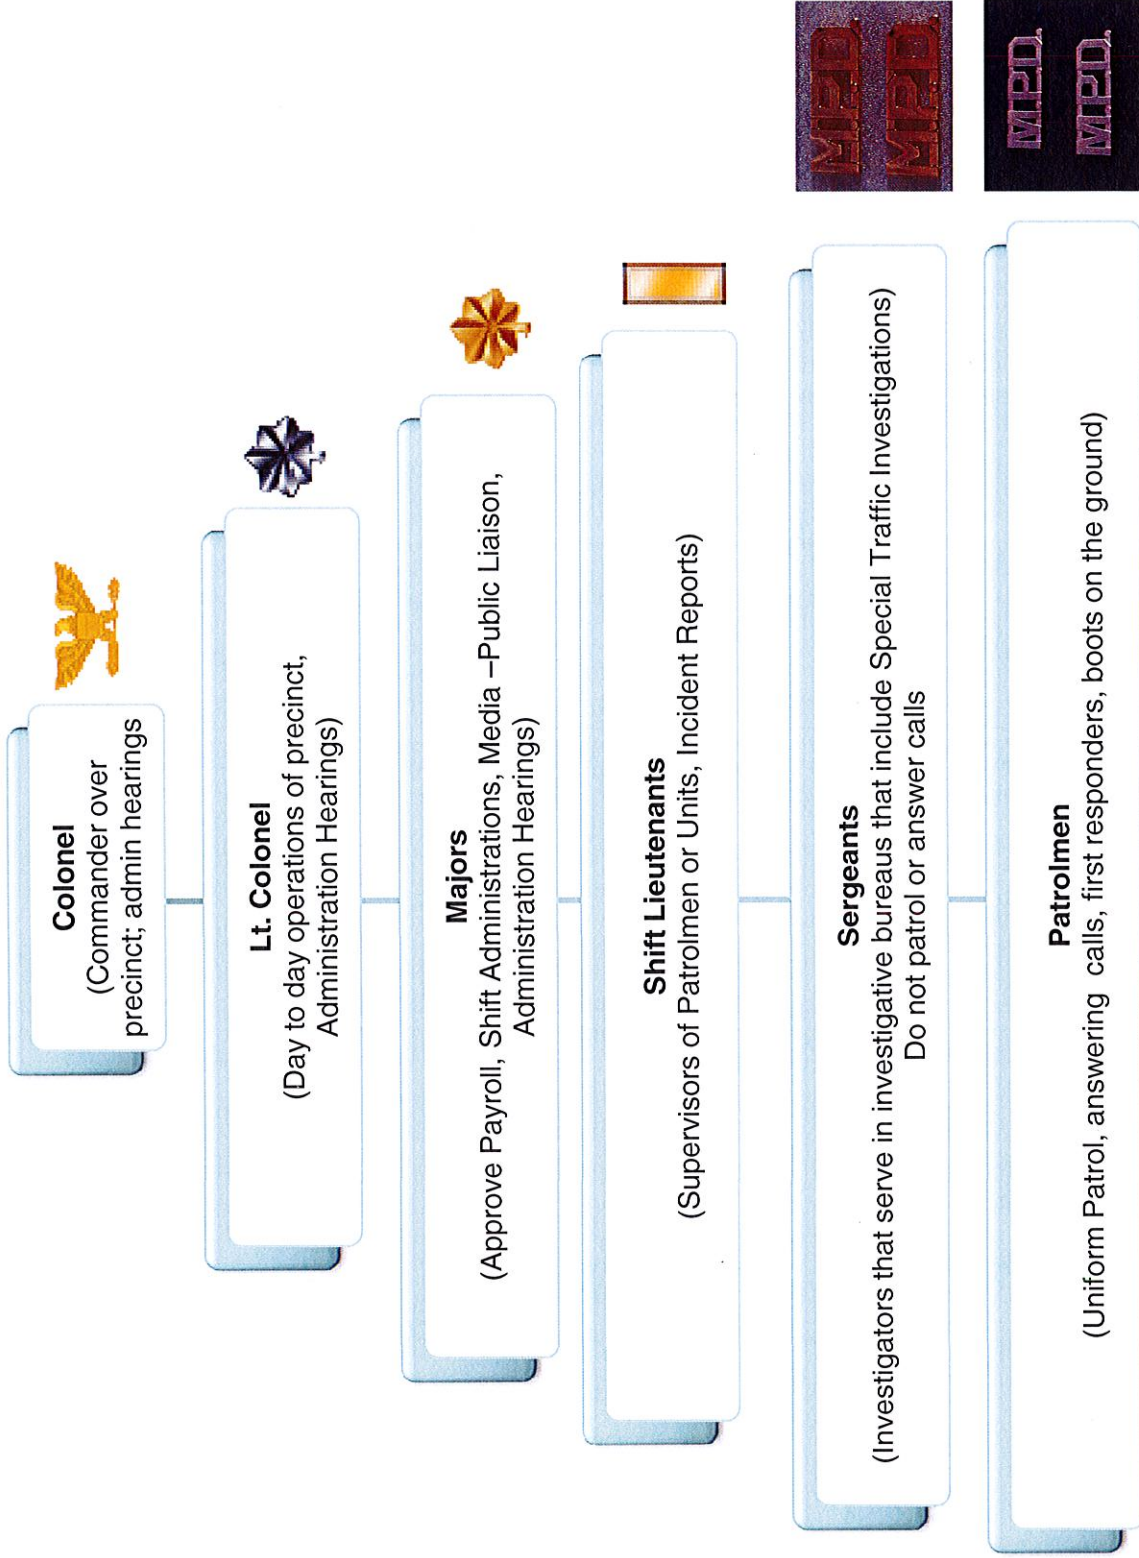 Colonel
(Commander over
precinct; admin hearings
Lt. Colonel
(Day to day operations of precinct,
Administration Hearings)
Majors
(Approve Payroll, Shift Administrations, Media –Public Liaison,
Administration Hearings)
Shift Lieutenants
(Supervisors of Patrolmen or Units, Incident Reports)
Sergeants
(Investigators that serve in investigative bureaus that include Special Traffic Investigations)
Do not patrol or answer calls
M.P.D.
M.P.D.
Patrolmen
(Uniform Patrol, answering calls, first responders, boots on the ground)
M.P.D.
M.P.D.